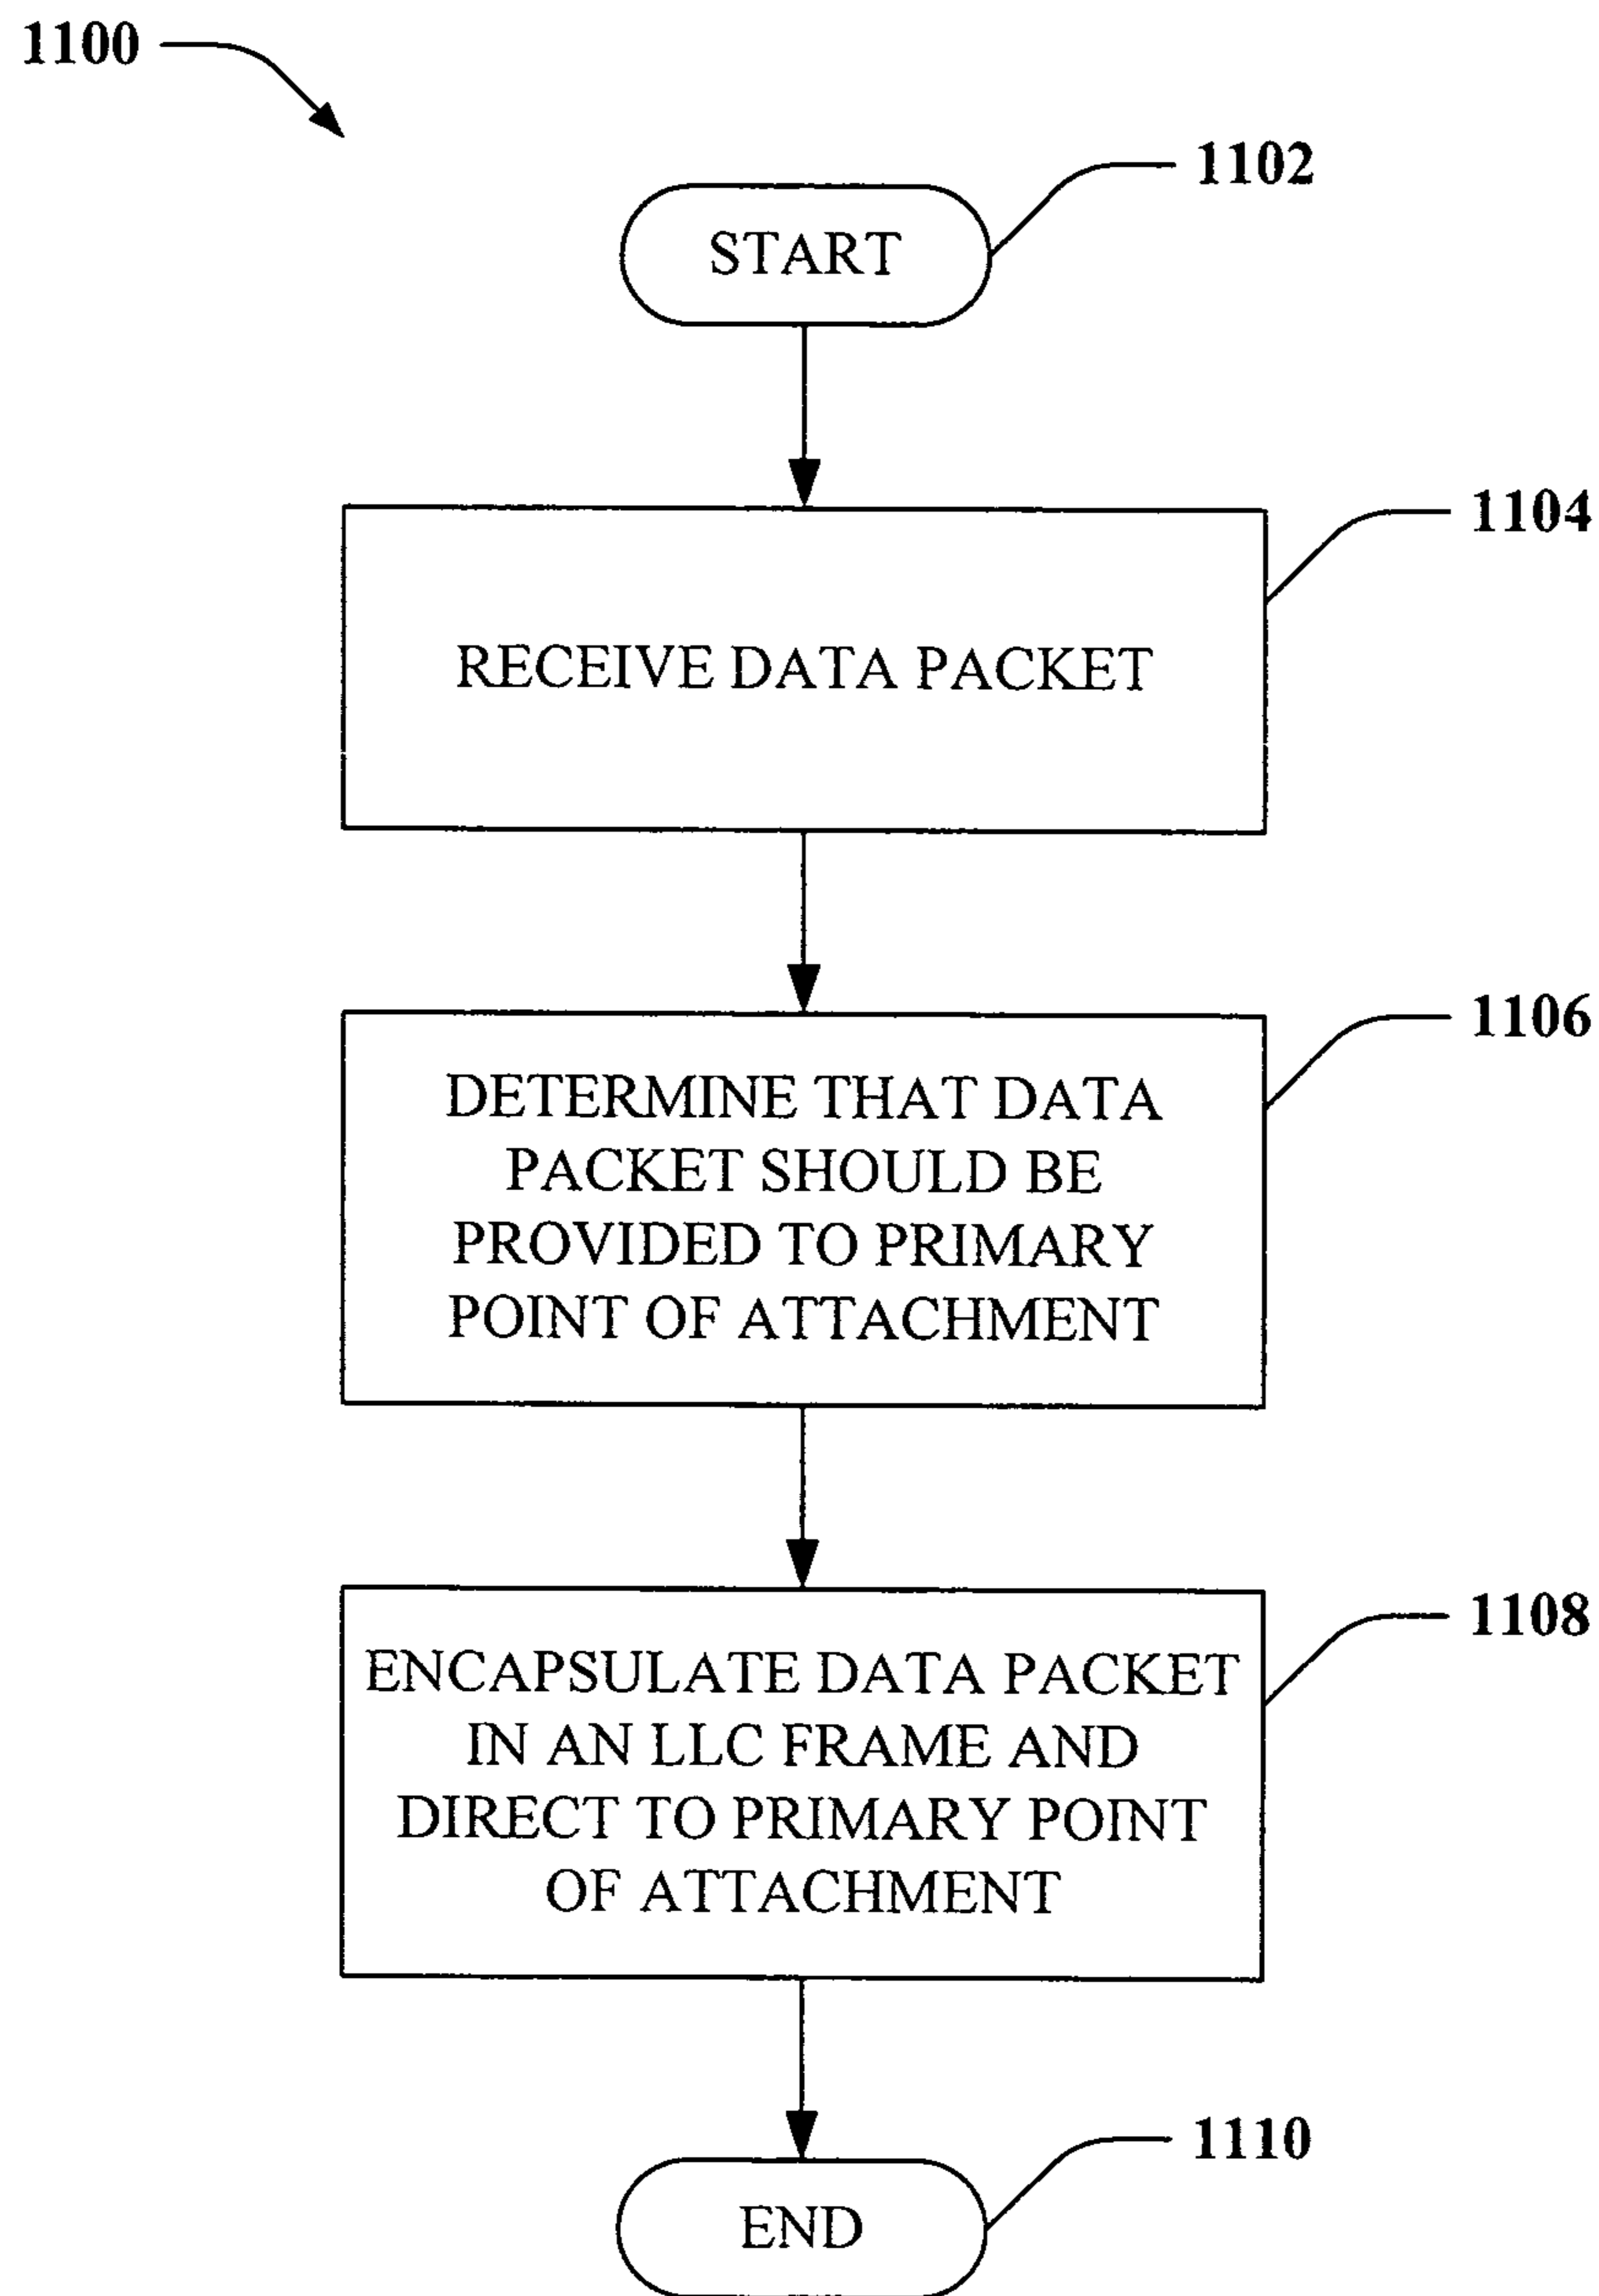 1100
1102
START
1104
RECEIVE DATA PACKET
1106
DETERMINE THAT DATA
PACKET SHOULD BE
PROVIDED TO PRIMARY
POINT OF ATTACHMENT
1108
ENCAPSULATE DATA PACKET
IN AN LLC FRAME AND
DIRECT TO PRIMARY POINT
OF ATTACHMENT
1110
END